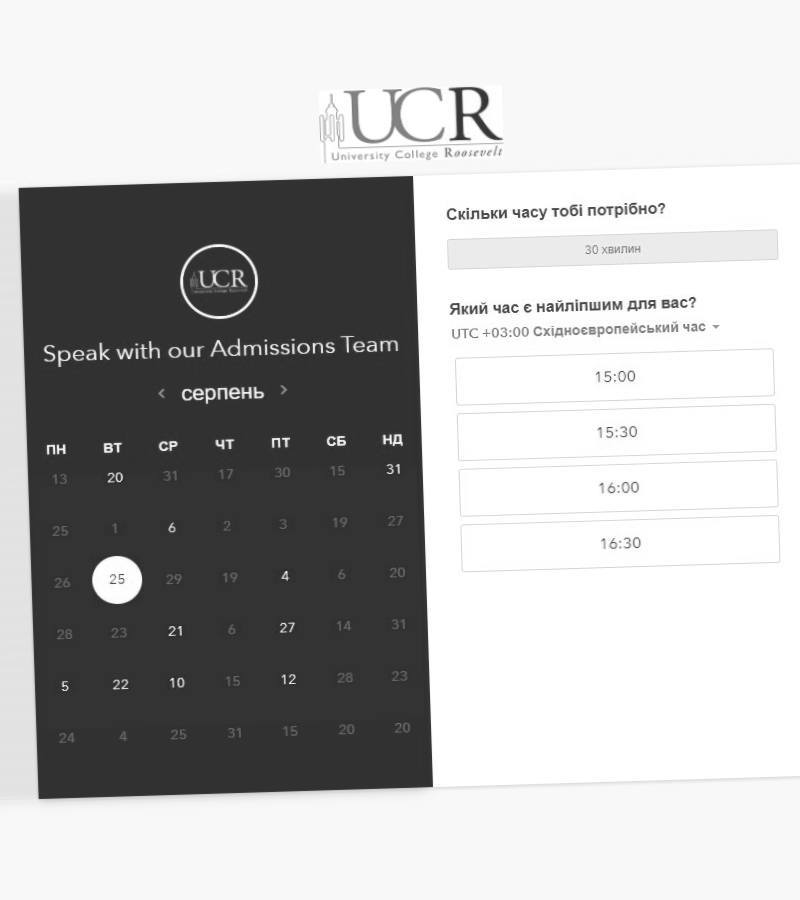 UCR
University College Roosevelt
UCR
University College Roosevelt
Speak with our Admissions Team
серпень
ПН ВТ СР ЧТ ПТ СБ НД
13 20 31 17 30 15 31
25 1 6 2 3 19 27
26 25 29 19 4 6 20
28 23 21 6 27 14 31
5 22 10 15 12 28 23
24 4 25 31 15 20 20
Скільки часу тобі потрібно?
30 хвилин
Який час є найліпшим для вас?
UTC +03:00 Східноєвропейський час
15:00
15:30
16:00
16:30